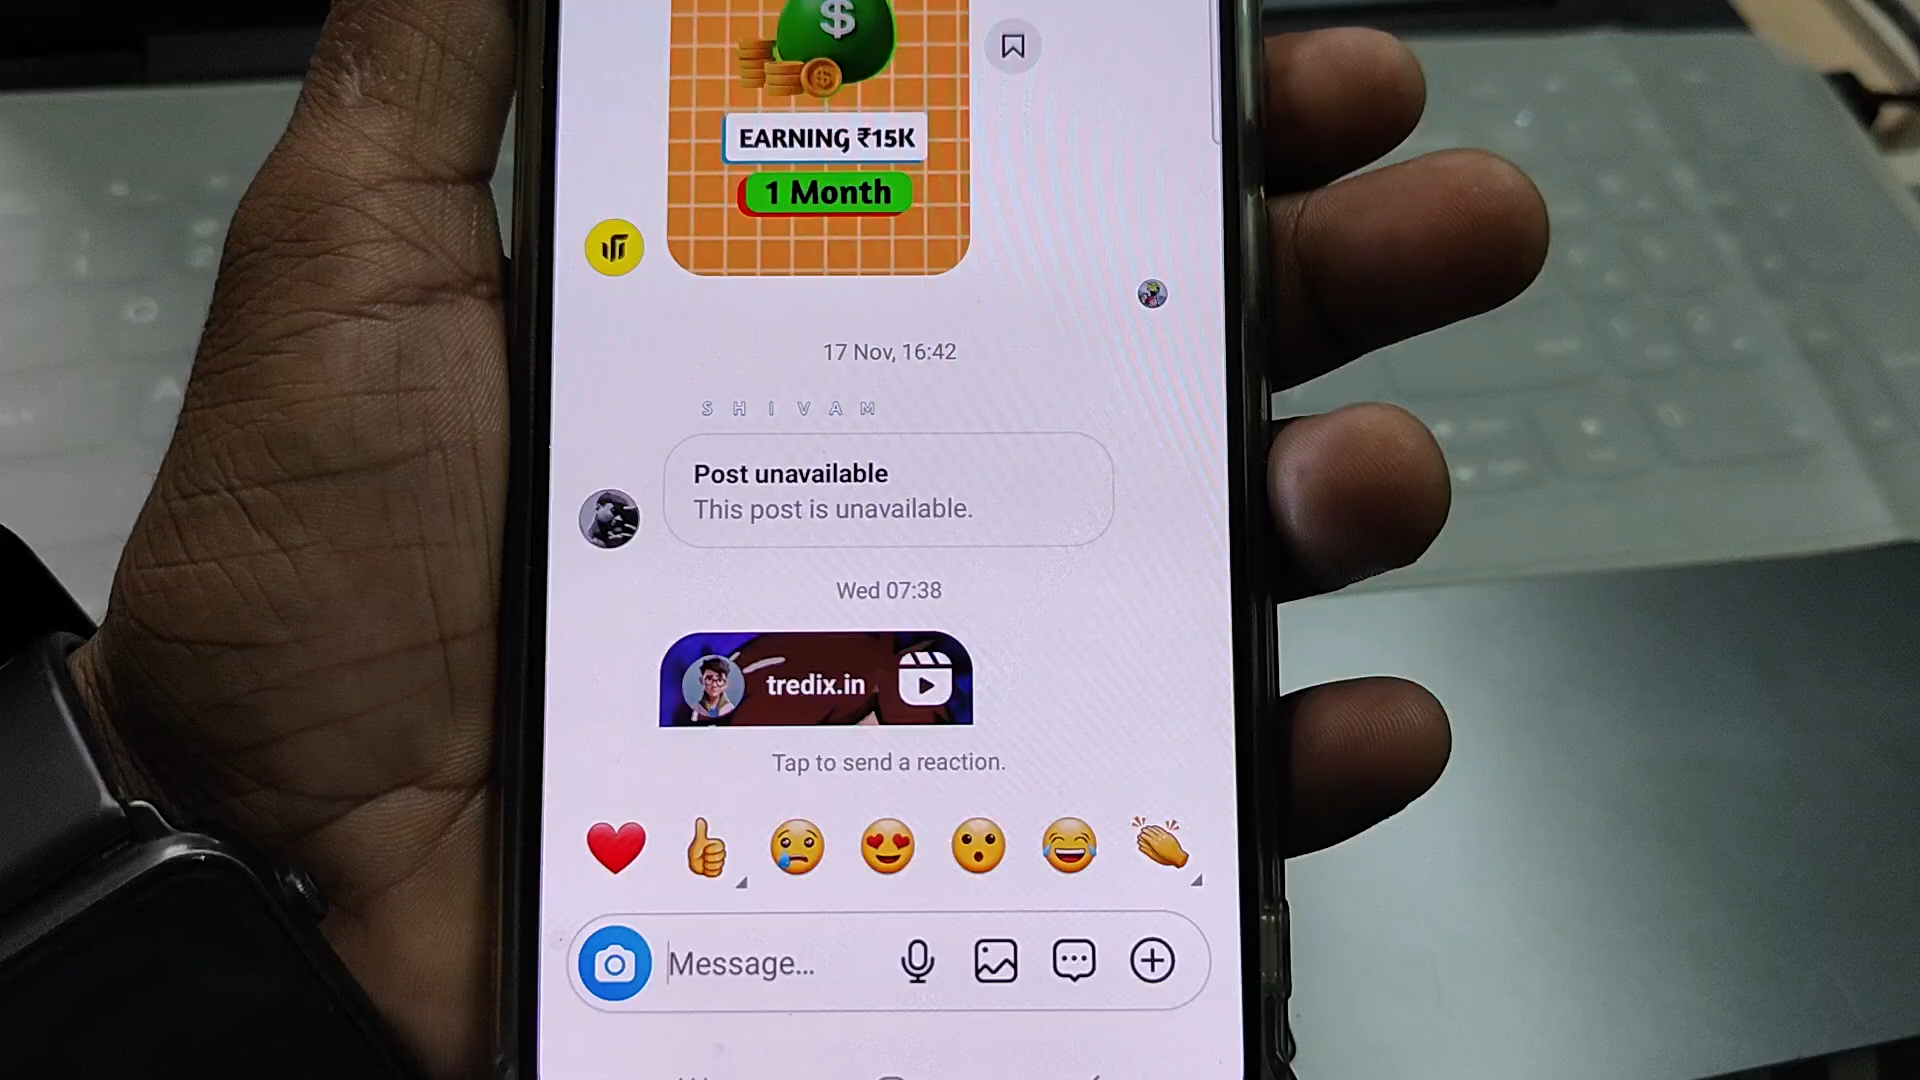 EARNING ₹15K
1 Month
17 Nov, 16:42
S H I V A M
Post unavailable
This post is unavailable.
Wed 07:38
tredix.in
Tap to send a reaction.
Message...